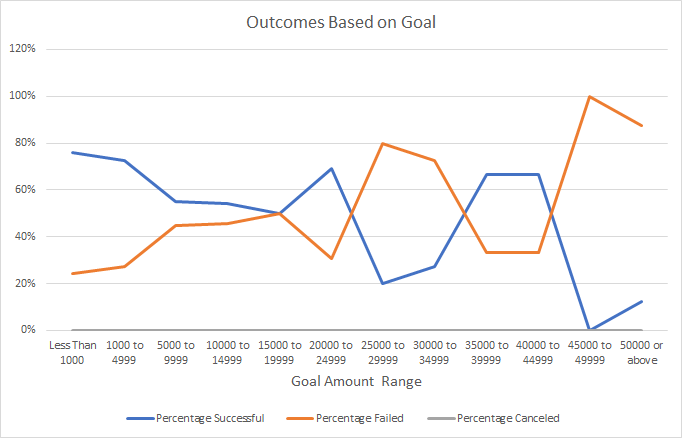 Outcomes Based on Goal
120%
100%
80%
60%
40%
20%
0%
Less Than 1000 to 5000 to 10000 to 15000 to 20000 to 25000 to 30000 to 35000 to 40000 to 45000 to 50000 or
1000 4999 9999 14999 19999 24999 29999 34999 39999 44999 49999 above
Goal Amount Range
Percentage Successful Percentage Failed Percentage Canceled